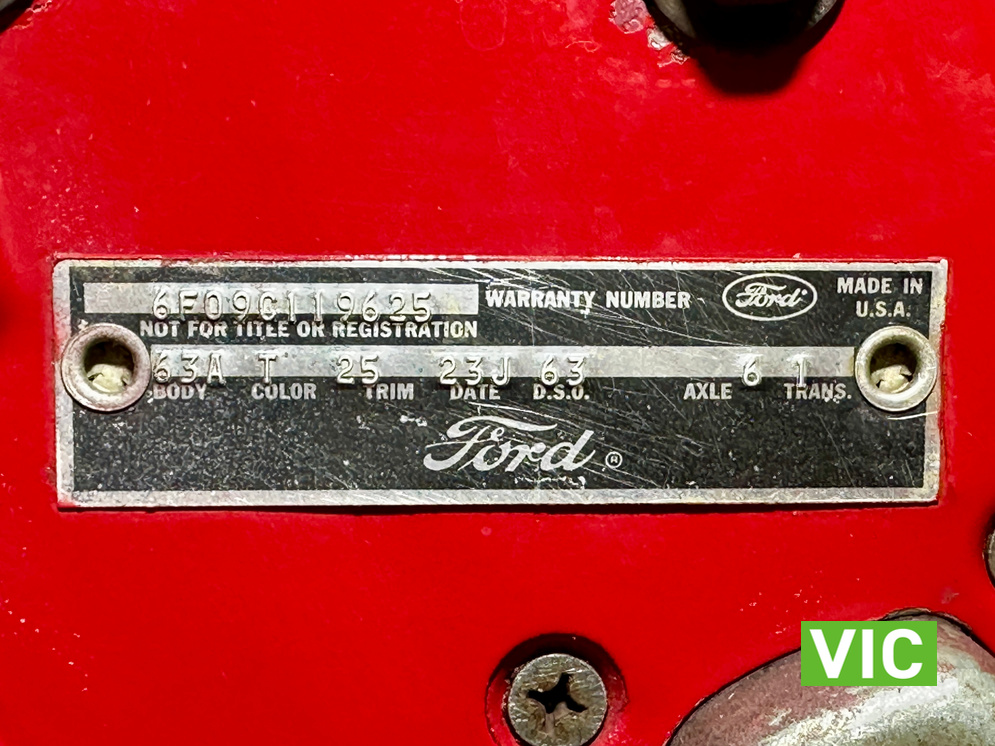 6F09C119625 WARRANTY NUMBER Ford MADE IN
U.S.A.
NOT FOR TITLE OR REGISTRATION
63A T 25 23J 63 6 1
BODY COLOR TRIM DATE D.S.O. AXLE TRANS.
Ford ®
VIC